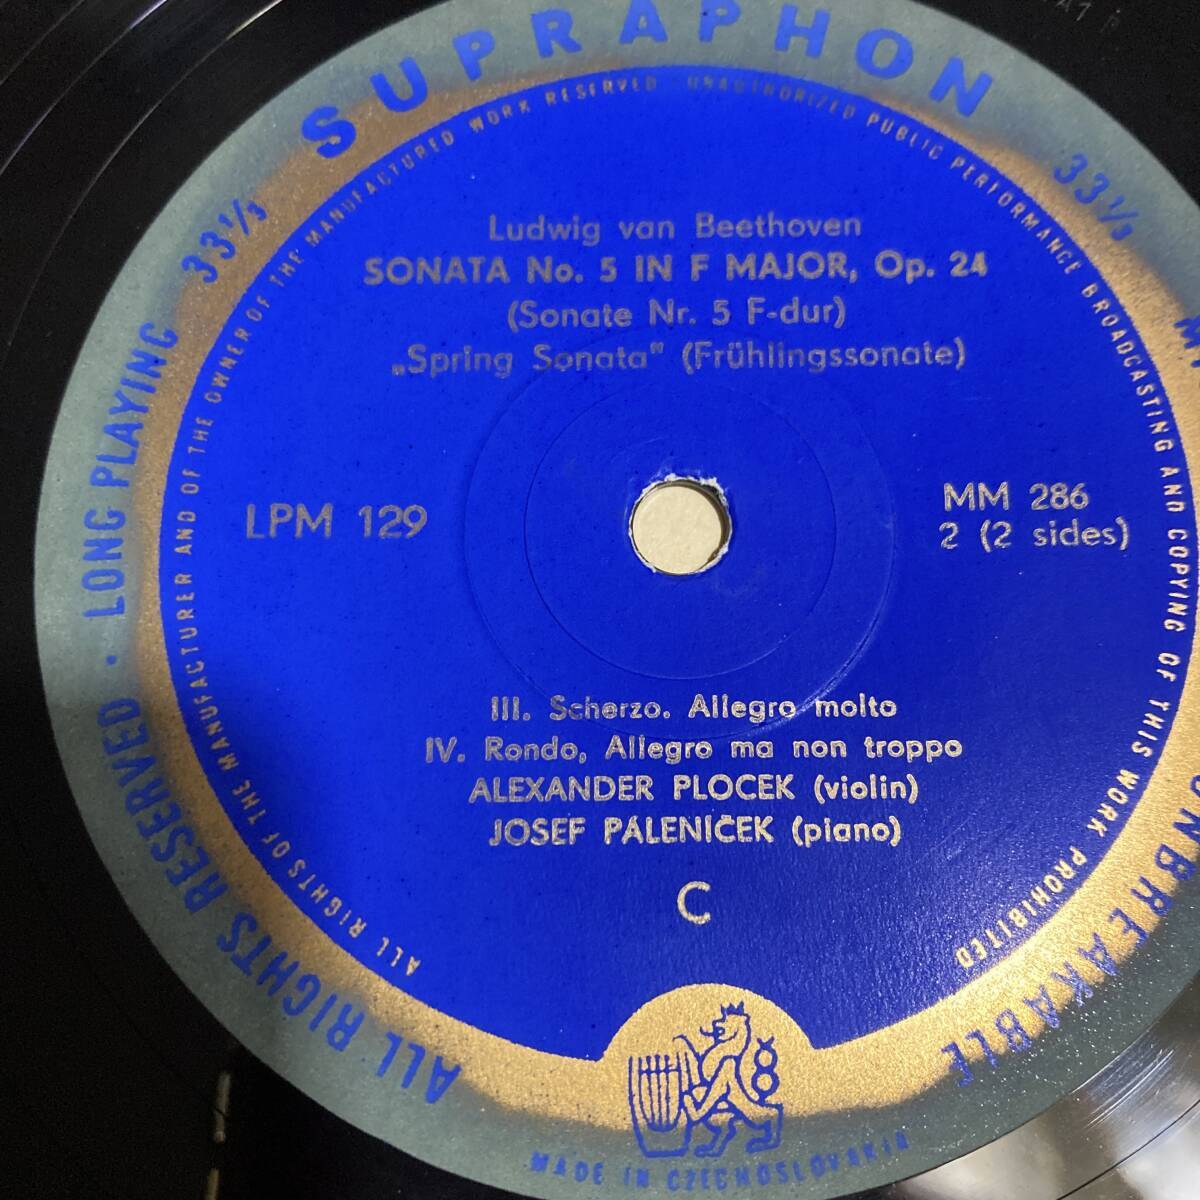 SUPRAPHON
33⅓
33⅓
LONG PLAYING
ALL RIGHTS RESERVED ·
UNBREAKABLE
ALL RIGHTS OF THE MANUFACTURER AND OF THE OWNER OF THE MANUFACTURED WORK RESERVED UNAUTHORIZED PUBLIC PERFORMANCE BROADCASTING AND COPYING OF THIS WORK PROHIBITED
Ludwig van Beethoven
SONATA No. 5 IN F MAJOR, Op. 24
(Sonate Nr. 5 F-dur)
„Spring Sonata" (Frühlingssonate)
LPM 129
MM 286
2 (2 sides)
III. Scherzo. Allegro molto
IV. Rondo, Allegro ma non troppo
ALEXANDER PLOCEK (violin)
JOSEF PÁLENÍČEK (piano)
C
MADE IN CZECHOSLOVAKIA